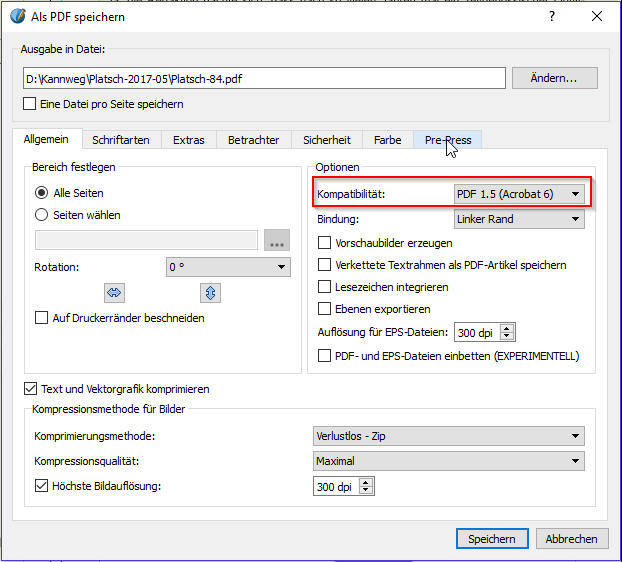 Als PDF speichern
Ausgabe in Datei:
D:\Kannweg\Platsch-2017-05\Platsch-84.pdf
Ändern...
Eine Datei pro Seite speichern
Allgemein Schriftarten Extras Betrachter Sicherheit Farbe Pre-Press
Bereich festlegen
Alle Seiten
Seiten wählen
...
Rotation: 0 °
Auf Druckerränder beschneiden
Optionen
Kompatibilität: PDF 1.5 (Acrobat 6)
Bindung: Linker Rand
Vorschaubilder erzeugen
Verkettete Textrahmen als PDF-Artikel speichern
Lesezeichen integrieren
Ebenen exportieren
Auflösung für EPS-Dateien: 300 dpi
PDF- und EPS-Dateien einbetten (EXPERIMENTELL)
Text und Vektorgrafik komprimieren
Kompressionsmethode für Bilder
Komprimierungsmethode: Verlustlos - Zip
Kompressionsqualität: Maximal
Höchste Bildauflösung: 300 dpi
Speichern Abbrechen